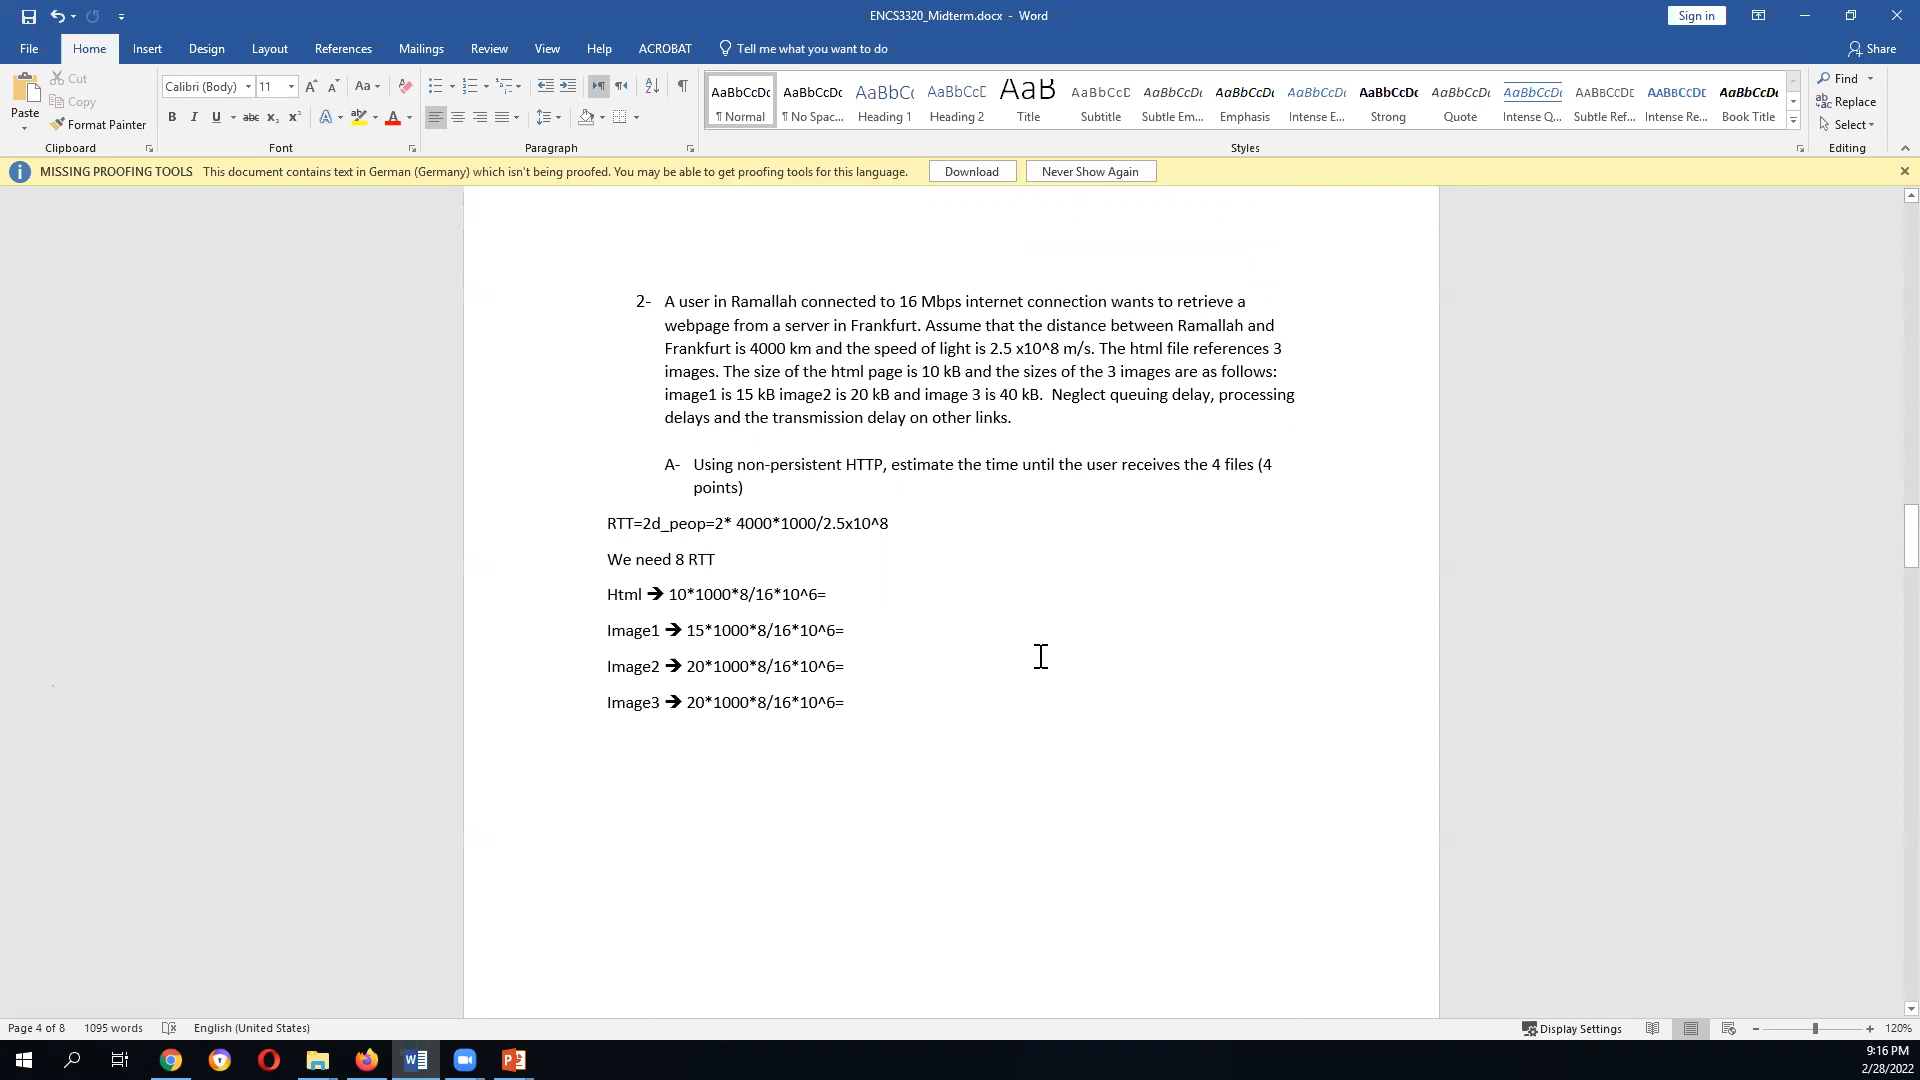 ENCS3320_Midterm.docx - Word
Sign in
File Home Insert Design Layout References Mailings Review View Help ACROBAT Tell me what you want to do Share
Paste
Cut
Copy
Format Painter
Clipboard
Calibri (Body) 11
Font
Paragraph
AaBbCcDc AaBbCcDc AaBbCc AaBbCcD AaB AaBbCcD AaBbCcDc AaBbCcDc AaBbCcDc AaBbCcDc AaBbCcDc AaBbCcDc AABBCCDE AABBCCDE AaBbCcDc
¶ Normal ¶ No Spac... Heading 1 Heading 2 Title Subtitle Subtle Em... Emphasis Intense E... Strong Quote Intense Q... Subtle Ref... Intense Re... Book Title
Styles
Find
Replace
Select
Editing
MISSING PROOFING TOOLS This document contains text in German (Germany) which isn't being proofed. You may be able to get proofing tools for this language. Download Never Show Again
2- A user in Ramallah connected to 16 Mbps internet connection wants to retrieve a
webpage from a server in Frankfurt. Assume that the distance between Ramallah and
Frankfurt is 4000 km and the speed of light is 2.5 x10^8 m/s. The html file references 3
images. The size of the html page is 10 kB and the sizes of the 3 images are as follows:
image1 is 15 kB image2 is 20 kB and image 3 is 40 kB. Neglect queuing delay, processing
delays and the transmission delay on other links.
A- Using non-persistent HTTP, estimate the time until the user receives the 4 files (4
points)
RTT=2d_peop=2* 4000*1000/2.5x10^8
We need 8 RTT
Html ➔ 10*1000*8/16*10^6=
Image1 ➔ 15*1000*8/16*10^6=
Image2 ➔ 20*1000*8/16*10^6=
Image3 ➔ 20*1000*8/16*10^6=
Page 4 of 8 1095 words English (United States) Display Settings 120%
9:16 PM
2/28/2022